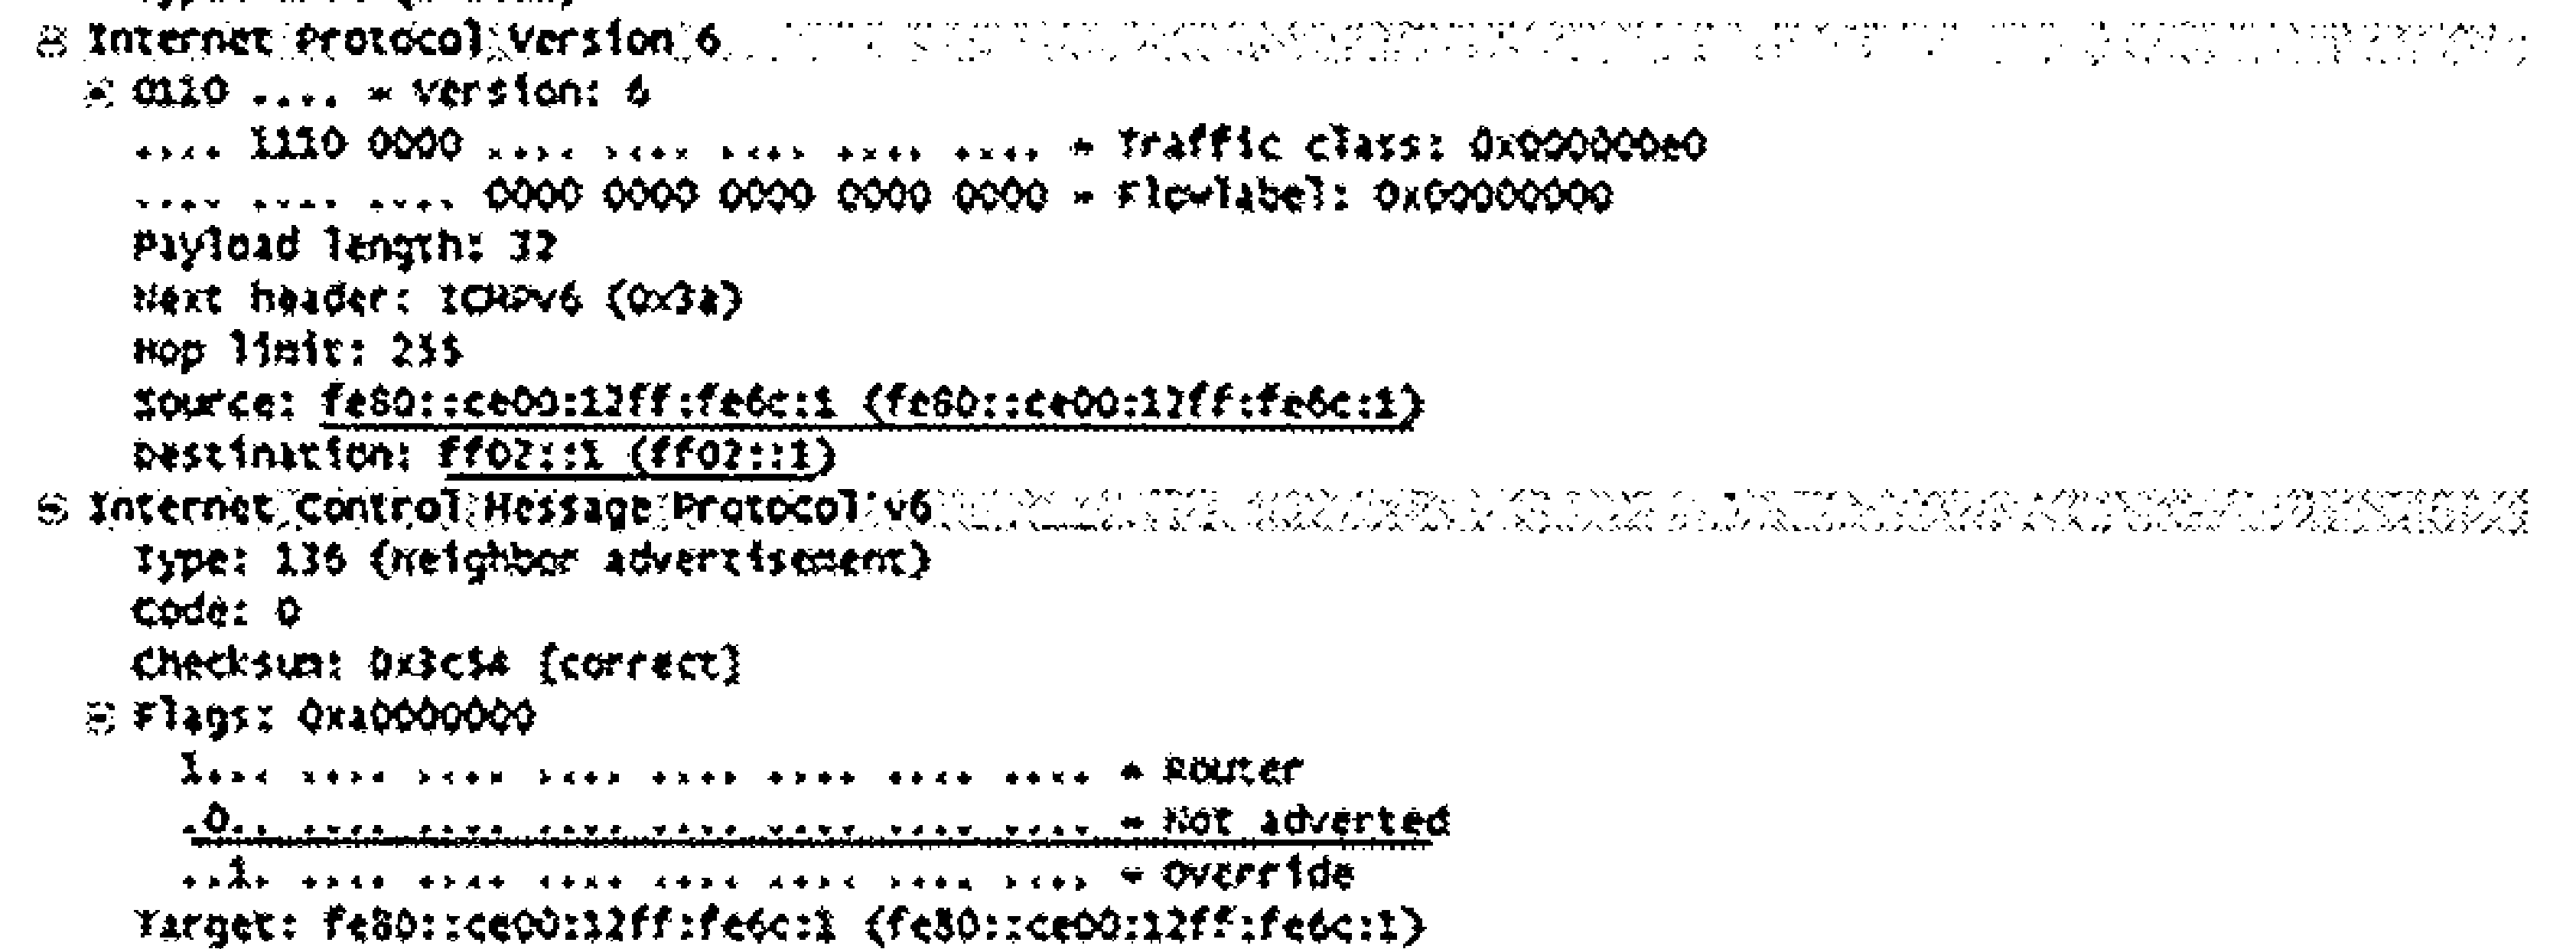 Internet Protocol Version 6
0110 .... = Version: 6
.... 1110 0000 .... .... .... .... .... = Traffic class: 0x000000e0
.... .... .... 0000 0000 0000 0000 0000 = Flowlabel: 0x00000000
Payload length: 32
Next header: ICMPv6 (0x3a)
Hop limit: 255
Source: fe80::ce00:12ff:fe6c:1 (fe80::ce00:12ff:fe6c:1)
Destination: ff02::1 (ff02::1)
Internet Control Message Protocol v6
Type: 136 (Neighbor advertisement)
Code: 0
Checksum: 0x3c54 [correct]
Flags: 0xa0000000
1... .... .... .... .... .... .... .... = Router
.0.. .... .... .... .... .... .... .... = Not adverted
..1. .... .... .... .... .... .... .... = Override
Target: fe80::ce00:12ff:fe6c:1 (fe80::ce00:12ff:fe6c:1)